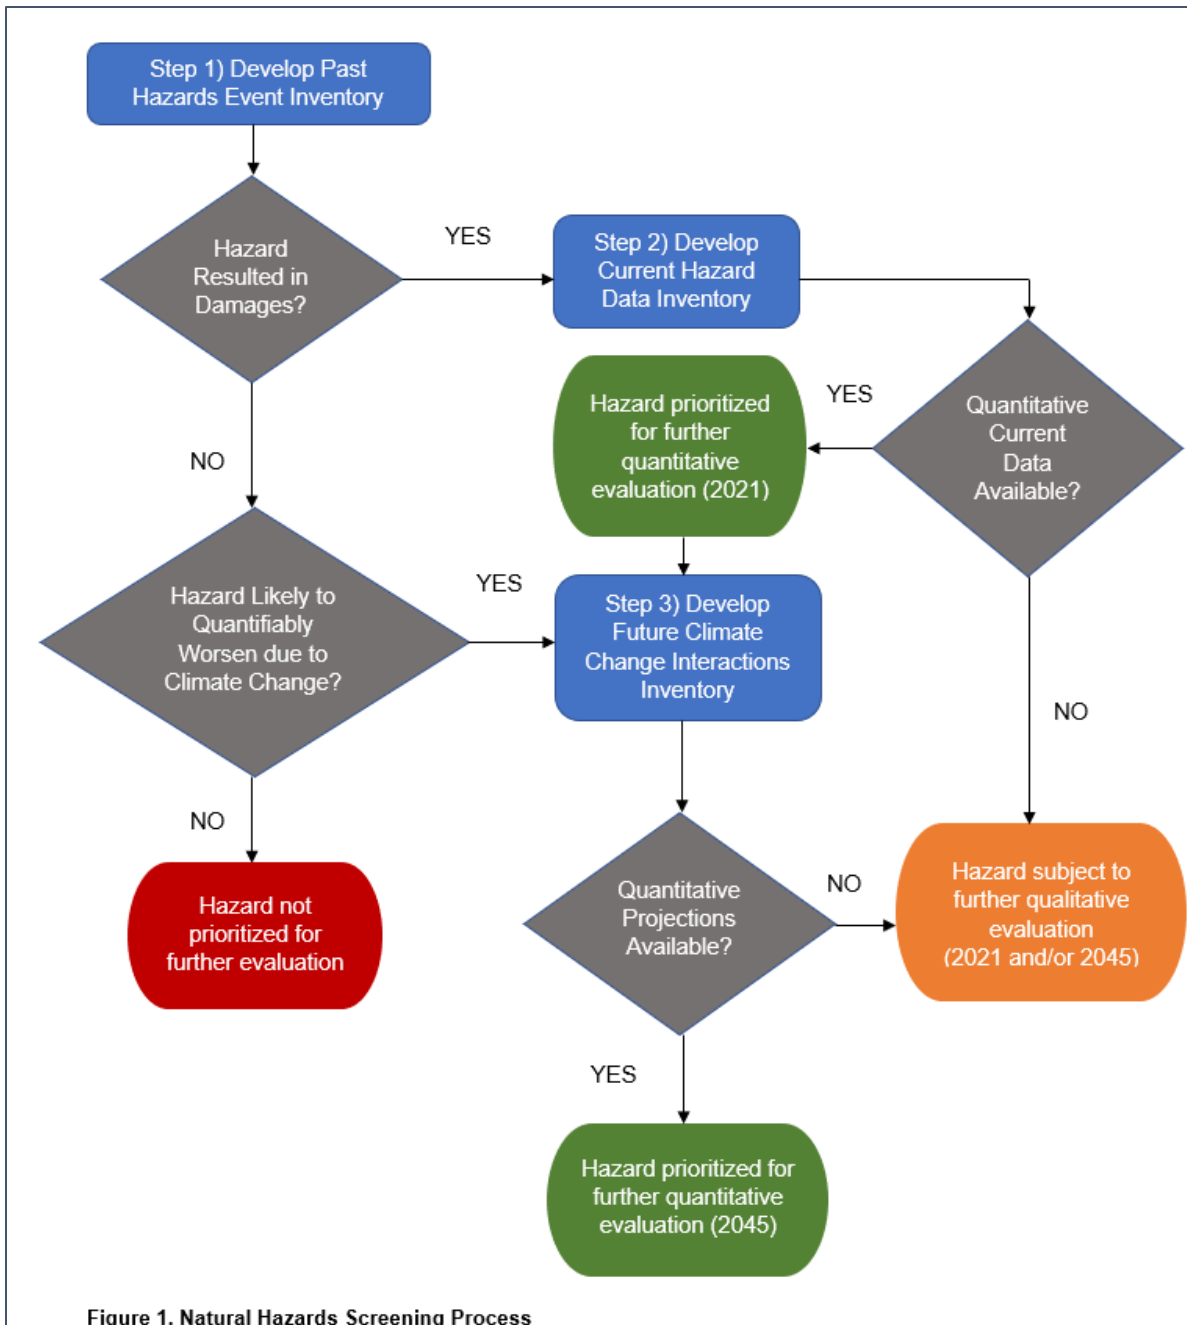 Step 1) Develop Past
Hazards Event Inventory
Hazard
Resulted in
Damages?
YES
Step 2) Develop
Current Hazard
Data Inventory
Quantitative
Current
Data
Available?
YES
Hazard prioritized
for further
quantitative
evaluation (2021)
NO
Hazard Likely to
Quantifiably
Worsen due to
Climate Change?
YES
Step 3) Develop
Future Climate
Change Interactions
Inventory
NO
NO
Hazard not
prioritized for
further evaluation
Quantitative
Projections
Available?
NO
Hazard subject to
further qualitative
evaluation
(2021 and/or 2045)
YES
Hazard prioritized for
further quantitative
evaluation (2045)
Figure 1. Natural Hazards Screening Process